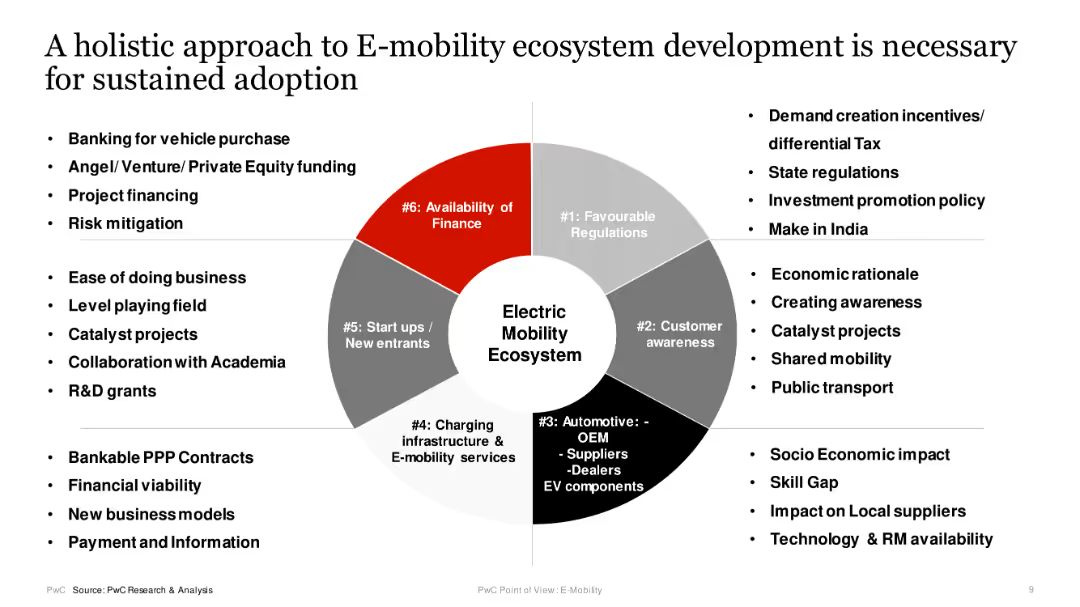 A holistic approach to E-mobility ecosystem development is necessary
for sustained adoption
• Banking for vehicle purchase
• Angel/ Venture/ Private Equity funding
• Project financing
• Risk mitigation
• Ease of doing business
• Level playing field
• Catalyst projects
• Collaboration with Academia
• R&D grants
• Bankable PPP Contracts
• Financial viability
• New business models
• Payment and Information
#6: Availability of
Finance
#1: Favourable
Regulations
#5: Start ups /
New entrants
Electric
Mobility
Ecosystem
#2: Customer
awareness
#4: Charging
infrastructure &
E-mobility services
#3: Automotive: -
OEM
- Suppliers
-Dealers
EV components
• Demand creation incentives/
differential Tax
• State regulations
• Investment promotion policy
• Make in India
• Economic rationale
• Creating awareness
• Catalyst projects
• Shared mobility
• Public transport
• Socio Economic impact
• Skill Gap
• Impact on Local suppliers
• Technology & RM availability
PwC Source: PwC Research & Analysis
PwC Point of View: E-Mobility
9